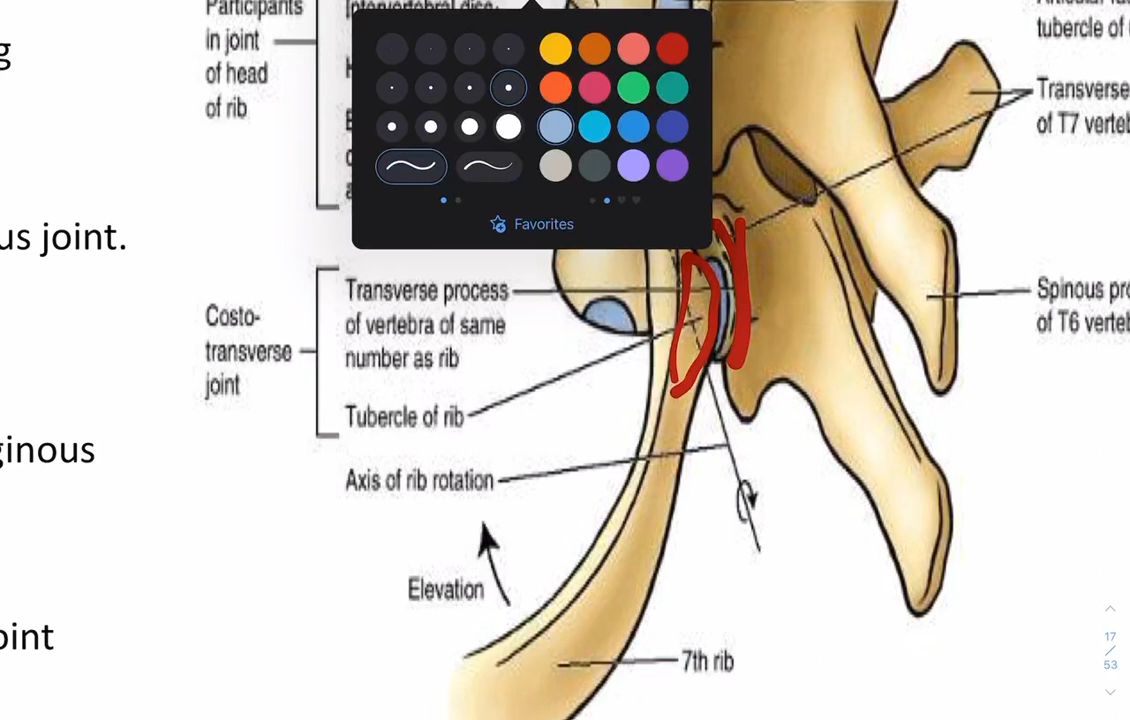 Participants
in joint
of head
of rib
us joint.
ginous
oint
Favorites
Costo-
transverse
joint
Transverse process
of vertebra of same
number as rib
Tubercle of rib
Axis of rib rotation
Elevation
7th rib
tubercle of
Transverse
of T7 verteb
Spinous pro
of T6 verteb
17
/
53